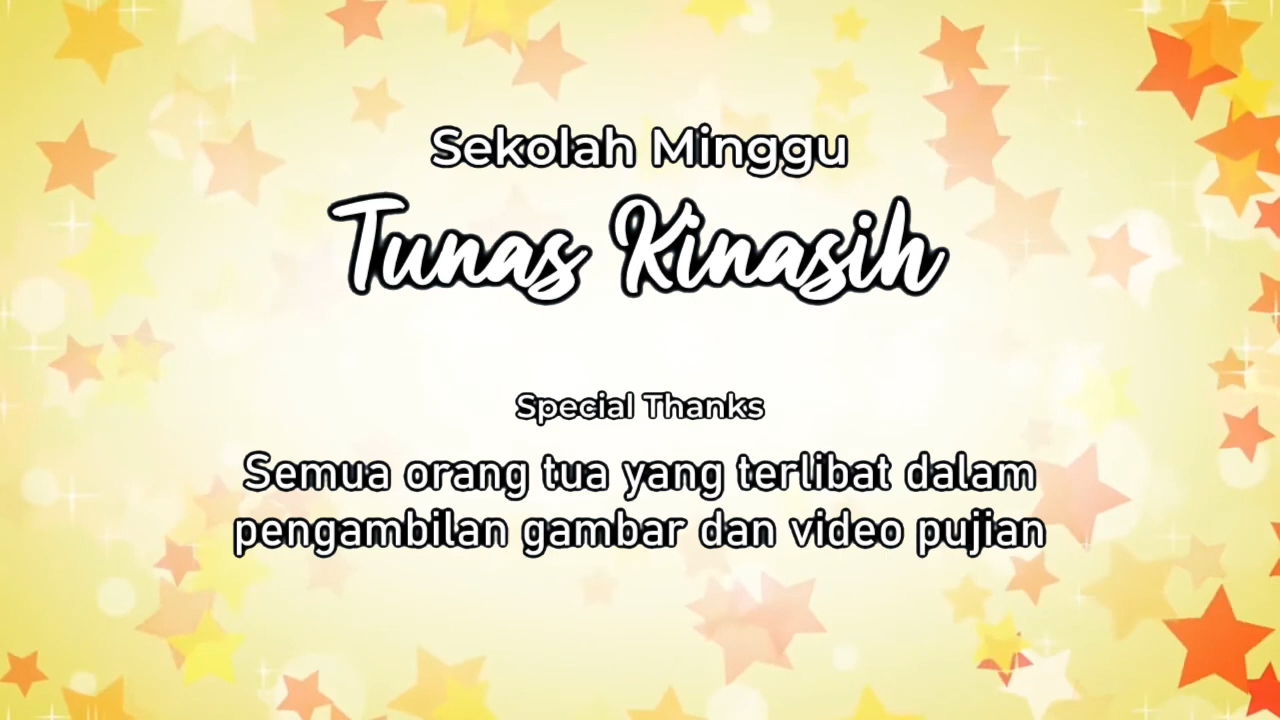 Sekolah Minggu
Tunas Kinasih
Special Thanks
Semua orang tua yang terlibat dalam
pengambilan gambar dan video pujian